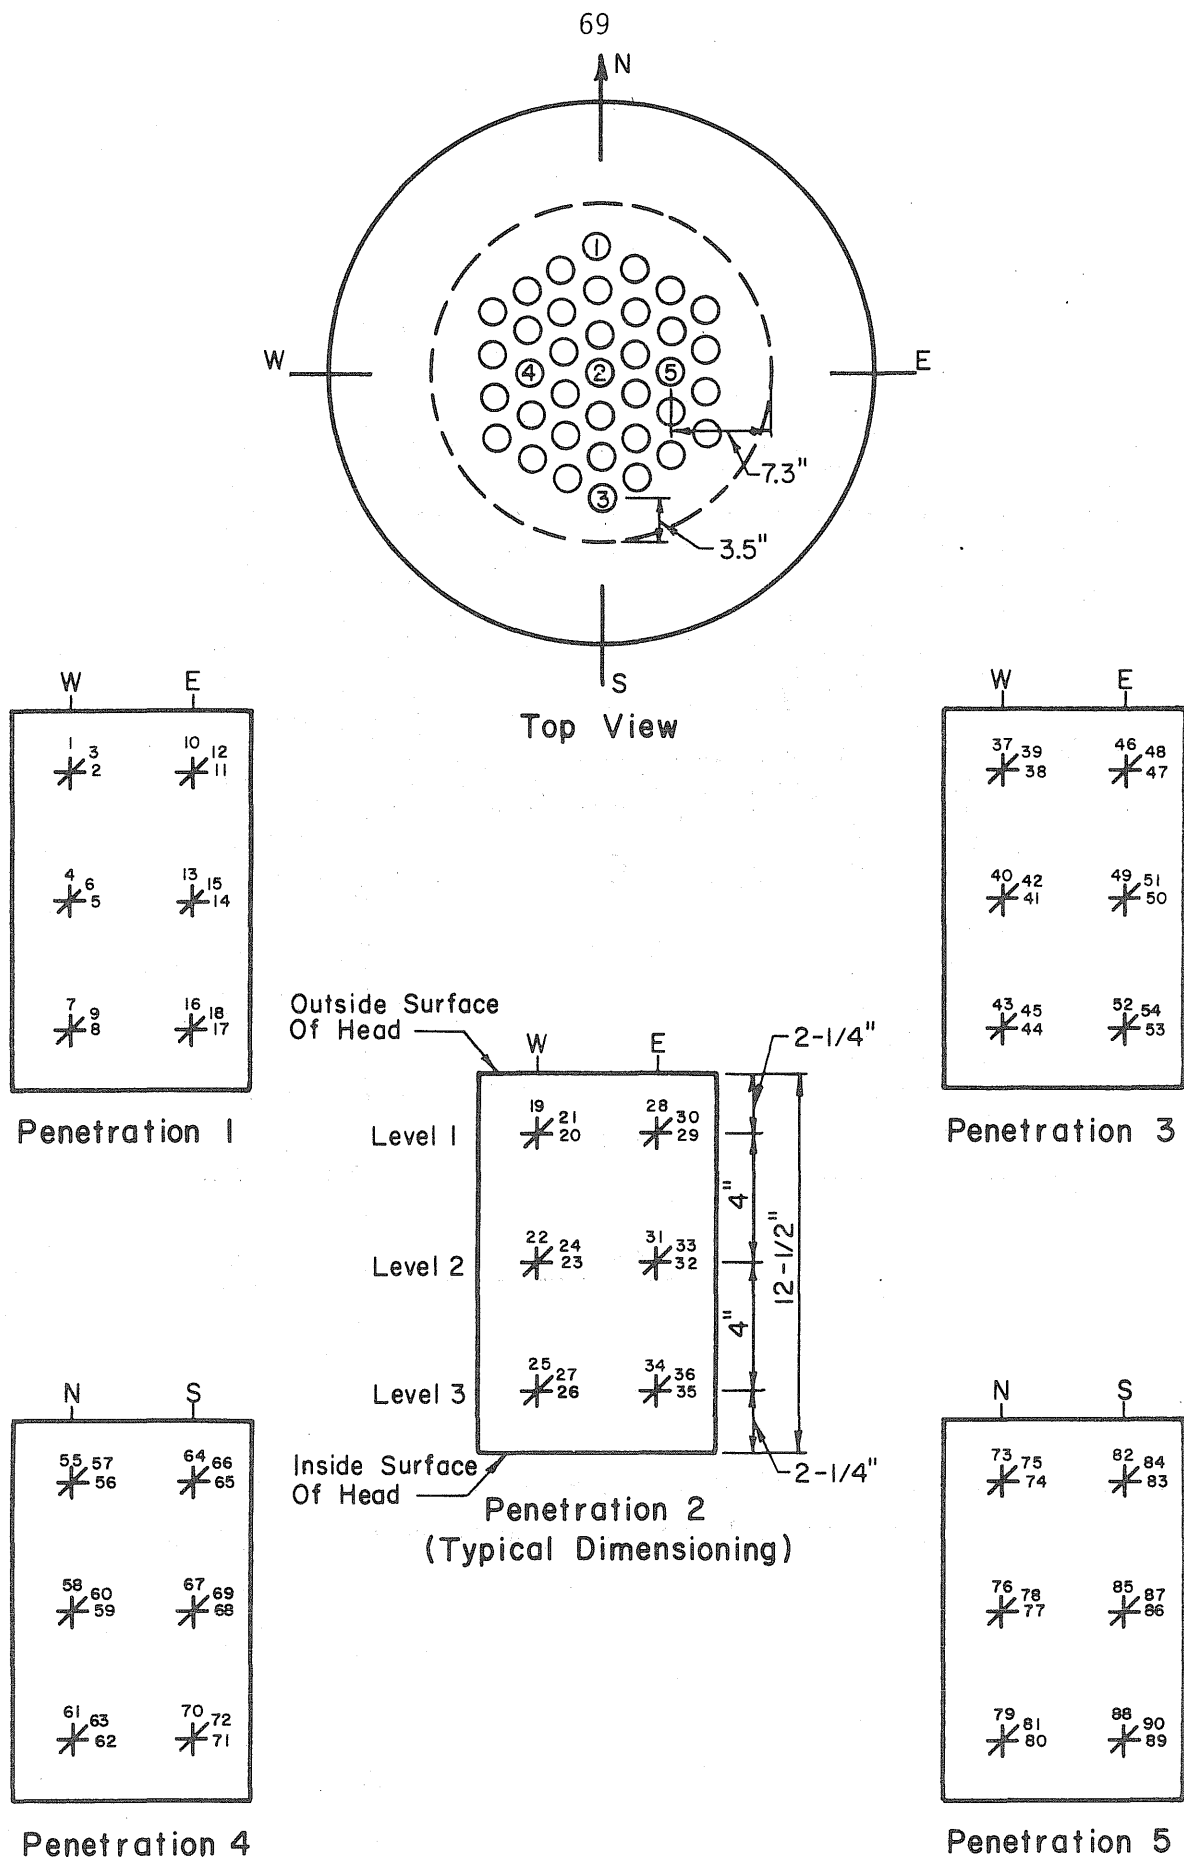 69
N
W
E
1
4
2
5
3
7.3"
3.5"
S
Top View
W E
1 3 10 12
2 11
4 6 13 15
5 14
7 9 16 18
8 17
Penetration 1
W E
37 39 46 48
38 47
40 42 49 51
41 50
43 45 52 54
44 53
Penetration 3
Outside Surface
Of Head
W E
2-1/4"
19 21 28 30
Level 1 20 29
4"
22 24 31 33
Level 2 23 32
12-1/2"
4"
25 27 34 36
Level 3 26 35
Inside Surface
Of Head
2-1/4"
Penetration 2
(Typical Dimensioning)
N S
55 57 64 66
56 65
58 60 67 69
59 68
61 63 70 72
62 71
Penetration 4
N S
73 75 82 84
74 83
76 78 85 87
77 86
79 81 88 90
80 89
Penetration 5